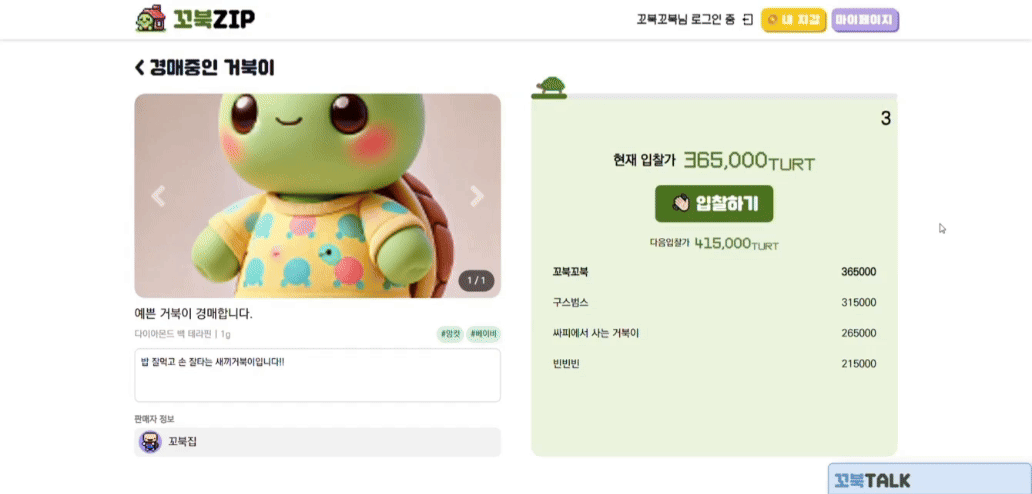 꼬북ZIP
꼬북꼬북님 로그인 중
내 지갑
마이페이지
경매중인 거북이
3
현재 입찰가 365,000TURT
입찰하기
다음입찰가 415,000TURT
꼬북꼬북 365000
구스범스 315000
싸피에서 사는 거북이 265000
빈빈빈 215000
1 / 1
예쁜 거북이 경매합니다.
다이아몬드 백 테라핀 | 1g
#암컷 #베이비
밥 잘먹고 손 잘타는 새끼거북이입니다!!
판매자 정보
꼬북집
꼬북TALK